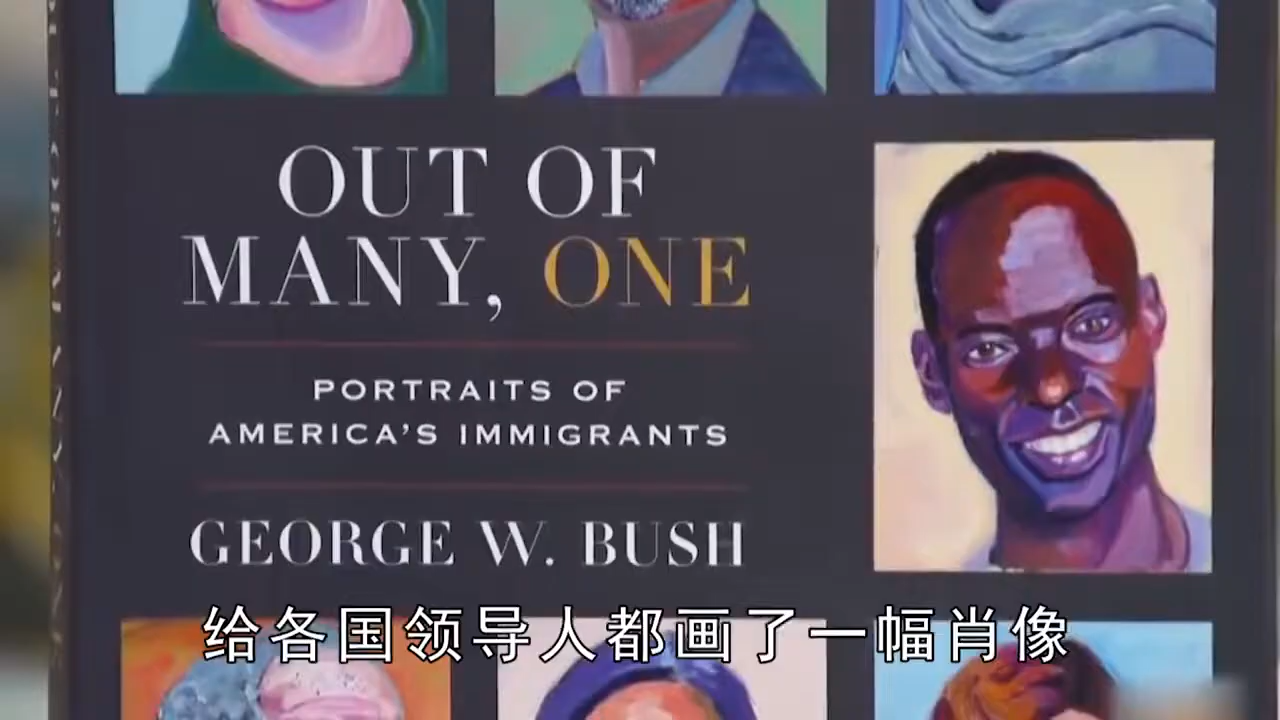 OUT OF
MANY, ONE
PORTRAITS OF
AMERICA'S IMMIGRANTS
GEORGE W. BUSH
给各国领导人都画了一幅肖像